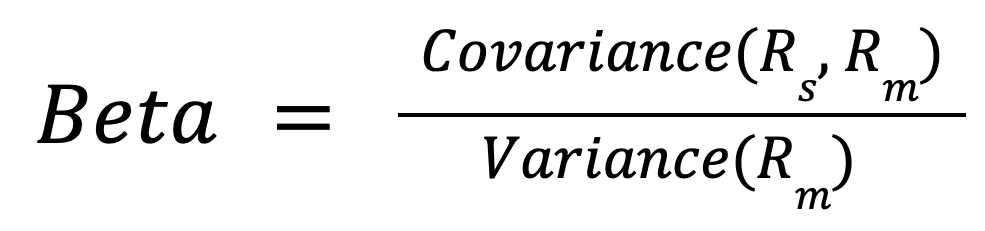 Beta = Covariance(R_s, R_m) / Variance(R_m)